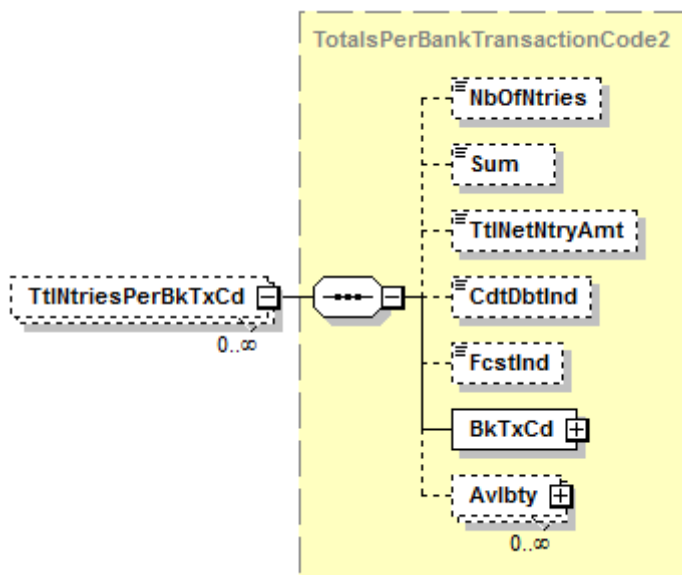 TotalsPerBankTransactionCode2
NbOfNtries
Sum
TtlNetNtryAmt
CdtDbtInd
TtlNtriesPerBkTxCd
0..∞
FcstInd
BkTxCd
Avlbty
0..∞